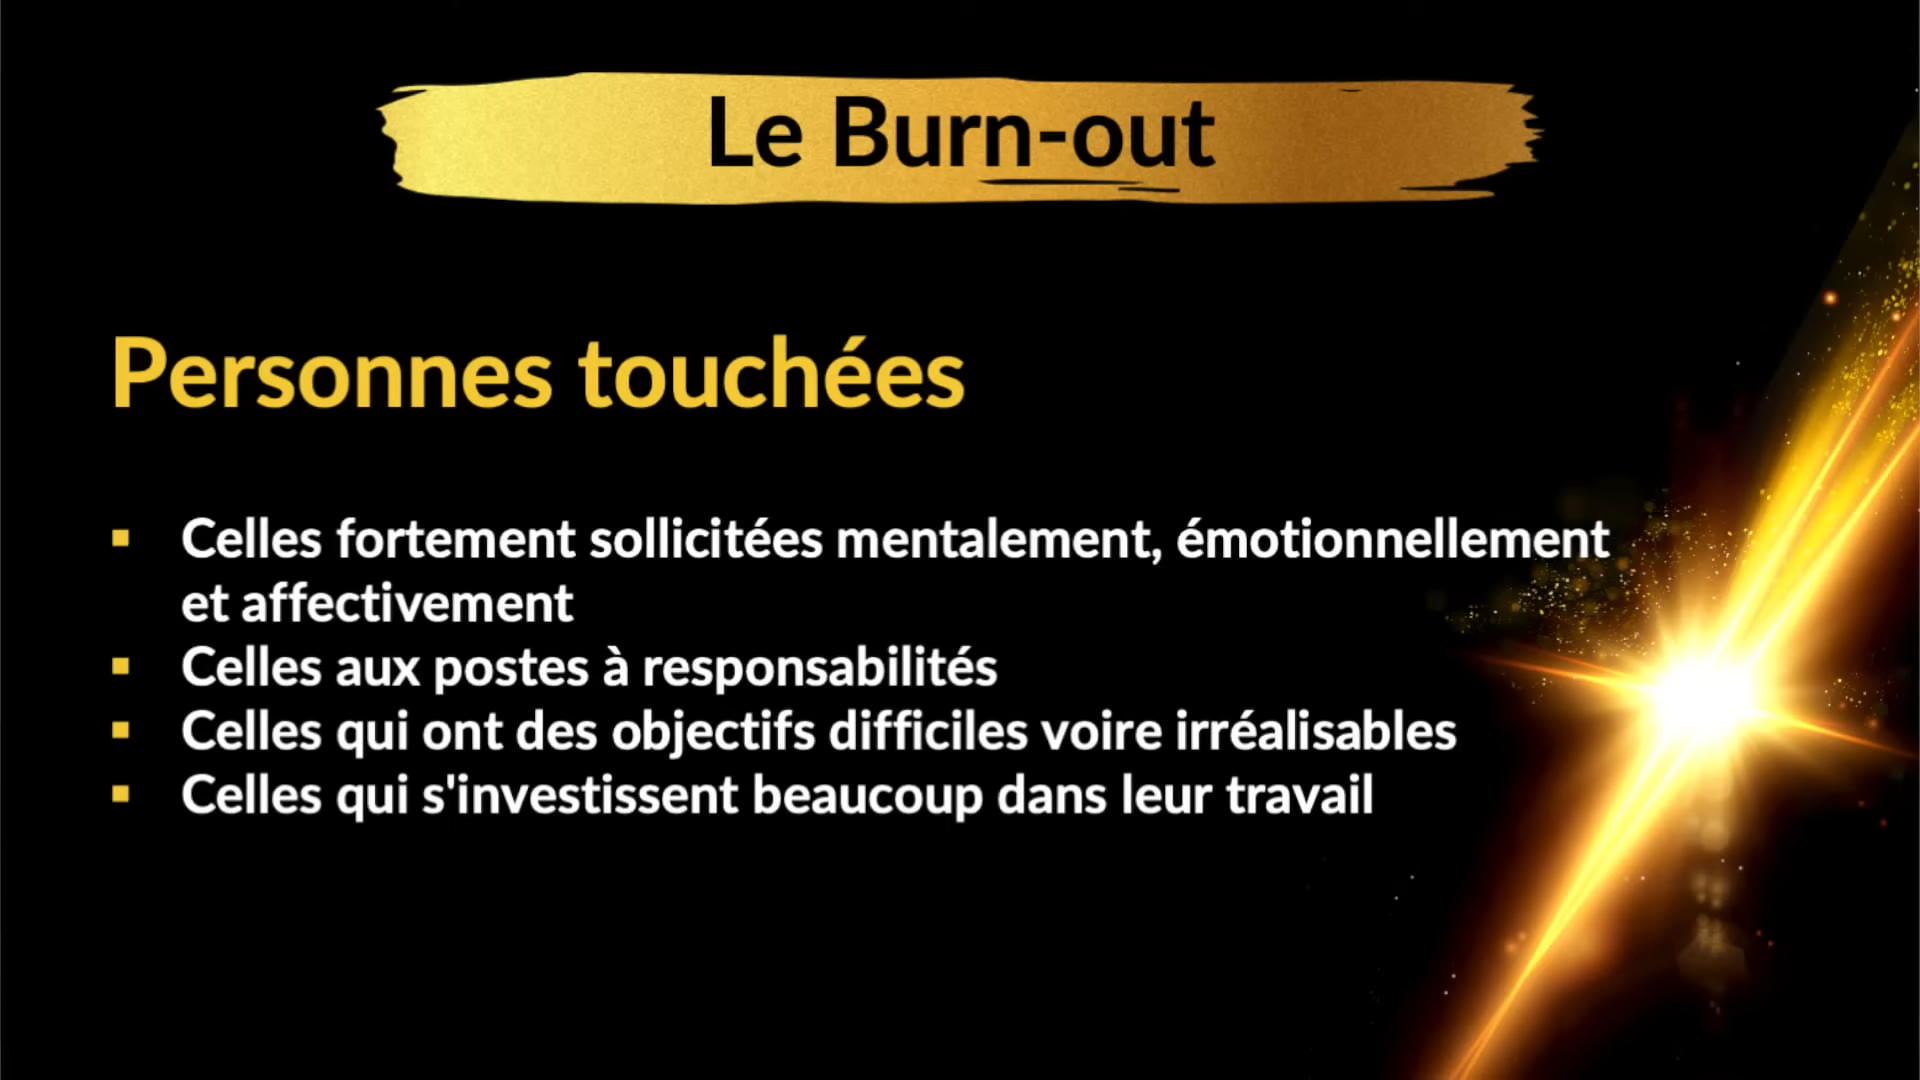 Le Burn-out
Personnes touchées
▪ Celles fortement sollicitées mentalement, émotionnellement
et affectivement
▪ Celles aux postes à responsabilités
▪ Celles qui ont des objectifs difficiles voire irréalisables
▪ Celles qui s'investissent beaucoup dans leur travail